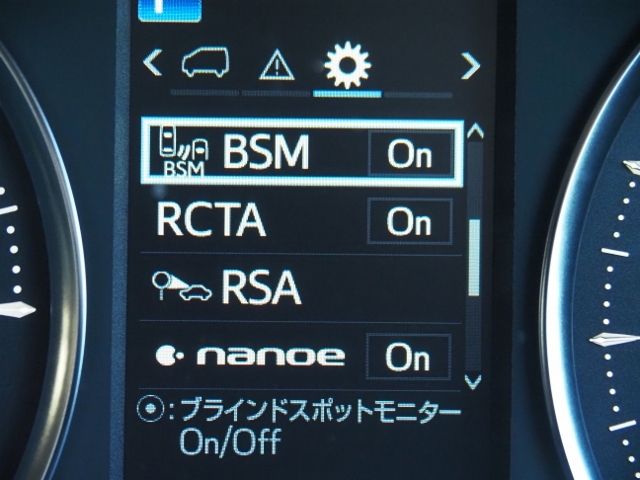 BSM BSM On
RCTA On
RSA
nanoe On
:ブラインドスポットモニター
On/Off